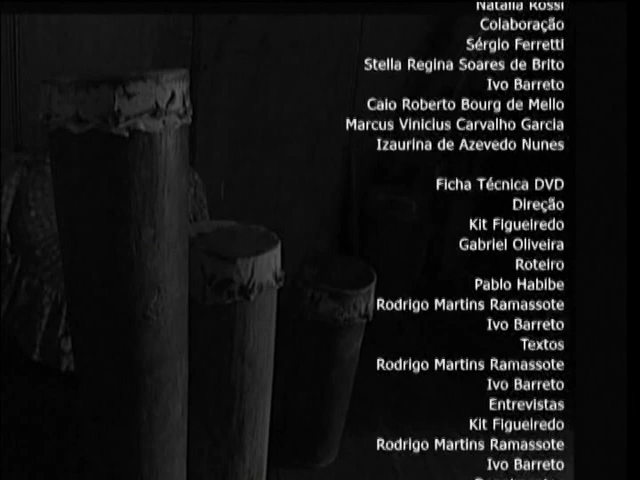 Natália Rossi
Colaboração
Sérgio Ferretti
Stella Regina Soares de Brito
Ivo Barreto
Caio Roberto Bourg de Mello
Marcus Vinicius Carvalho Garcia
Izaurina de Azevedo Nunes
Ficha Técnica DVD
Direção
Kit Figueiredo
Gabriel Oliveira
Roteiro
Pablo Habibe
Rodrigo Martins Ramassote
Ivo Barreto
Textos
Rodrigo Martins Ramassote
Ivo Barreto
Entrevistas
Kit Figueiredo
Rodrigo Martins Ramassote
Ivo Barreto